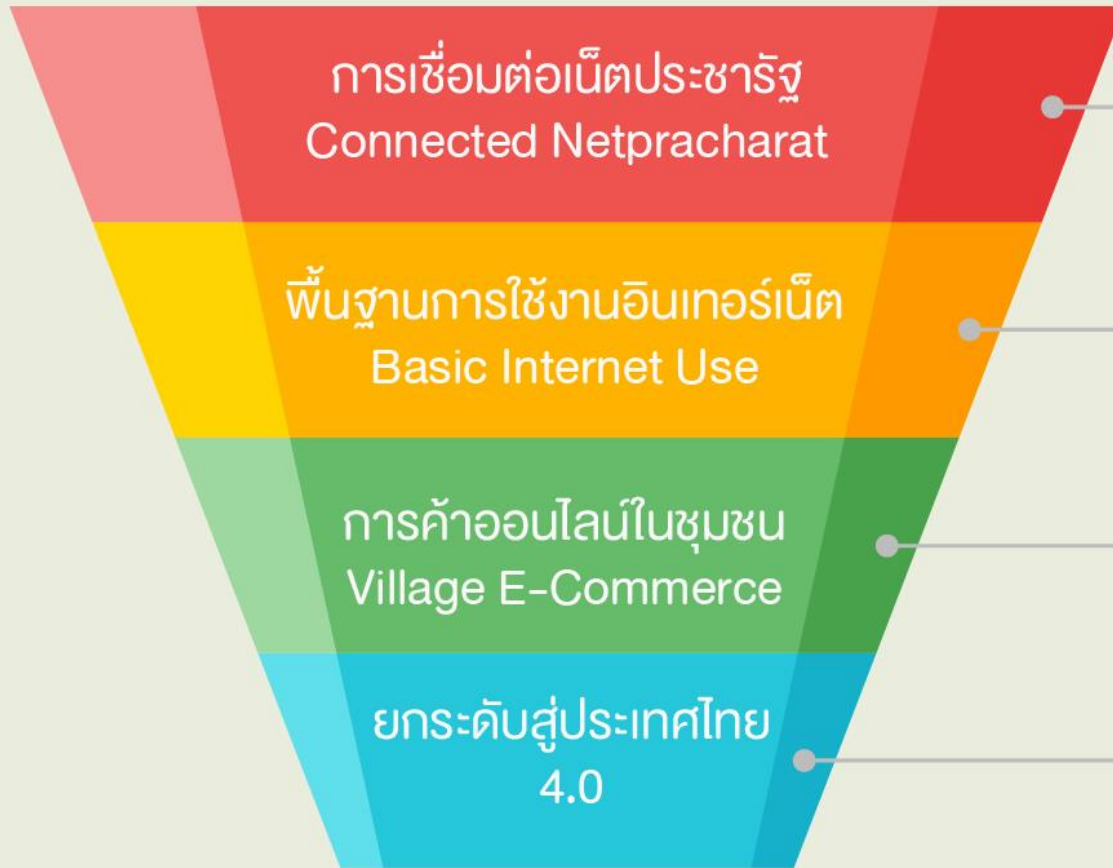 การเชื่อมต่อเน็ตประชารัฐ
Connected Netpracharat
พื้นฐานการใช้งานอินเทอร์เน็ต
Basic Internet Use
การค้าออนไลน์ในชุมชน
Village E-Commerce
ยกระดับสู่ประเทศไทย
4.0